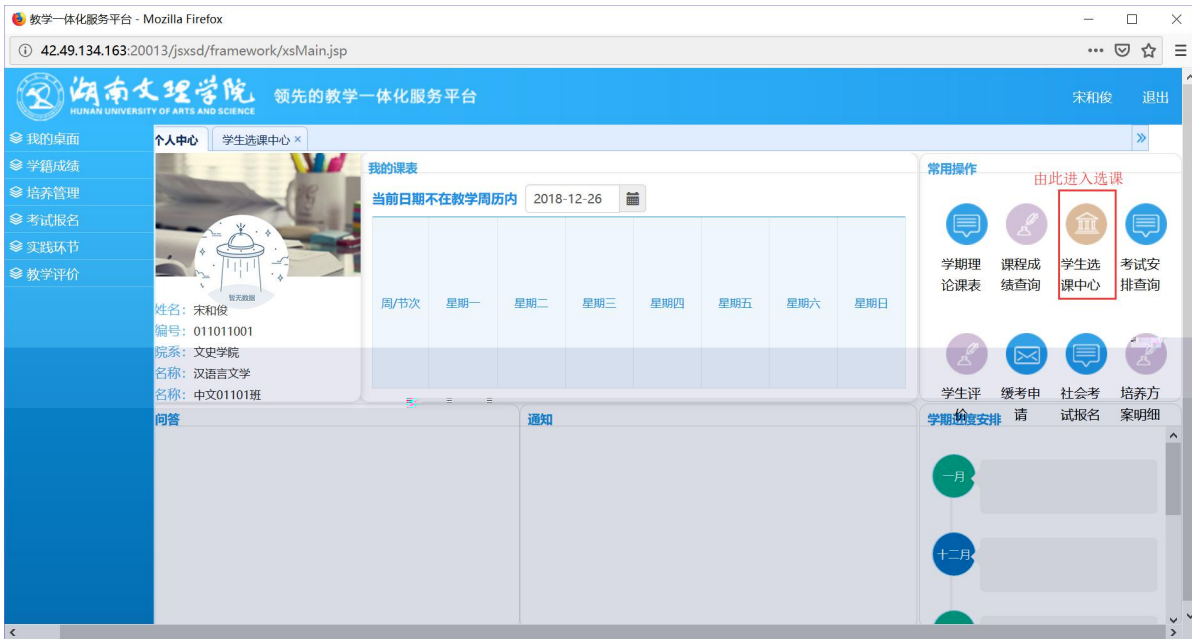 教学一体化服务平台 - Mozilla Firefox
42.49.134.163:20013/jsxsd/framework/xsMain.jsp
湖南文理学院
HUNAN UNIVERSITY OF ARTS AND SCIENCE
领先的教学一体化服务平台
宋和俊 退出
我的桌面
学籍成绩
培养管理
考试报名
实践环节
教学评价
个人中心 学生选课中心 ×
暂无数据
姓名: 宋和俊
编号: 011011001
院系: 文史学院
名称: 汉语言文学
名称: 中文01101班
我的课表
当前日期不在教学周历内 2018-12-26
周/节次 星期一 星期二 星期三 星期四 星期五 星期六 星期日
常用操作
由此进入选课
学期理论课表
课程成绩查询
学生选课中心
考试安排查询
学生评价
缓考申请
社会考试报名
培养方案明细
问答
通知
学期进度安排
一月
十二月